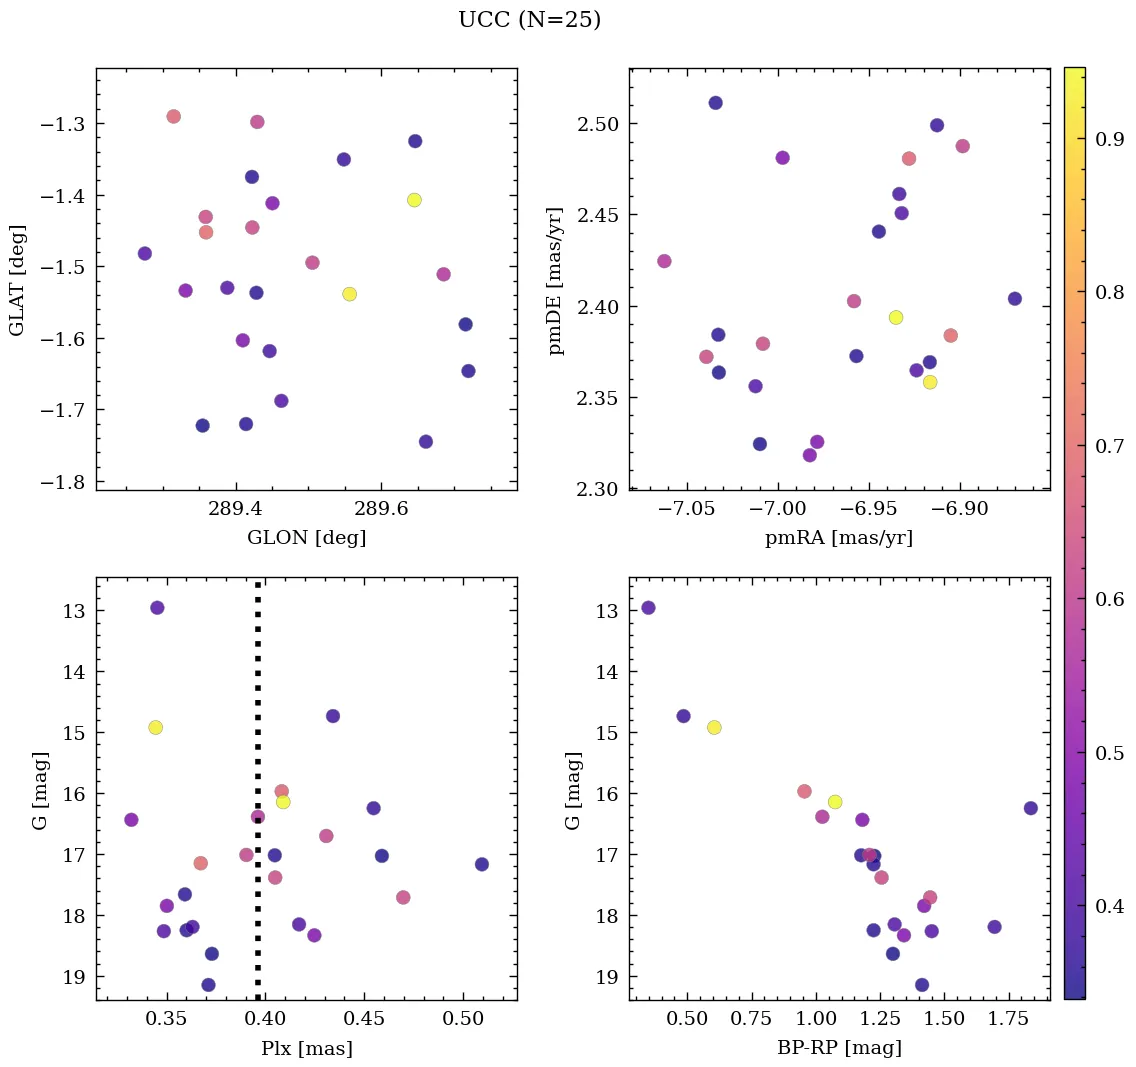 UCC (N=25)
−1.3
−1.4
−1.5
−1.6
−1.7
−1.8
GLAT [deg]
289.4 289.6
GLON [deg]
2.50
2.45
2.40
2.35
2.30
pmDE [mas/yr]
−7.05 −7.00 −6.95 −6.90
pmRA [mas/yr]
13
14
15
16
17
18
19
G [mag]
0.35 0.40 0.45 0.50
Plx [mas]
13
14
15
16
17
18
19
G [mag]
0.50 0.75 1.00 1.25 1.50 1.75
BP-RP [mag]
0.9
0.8
0.7
0.6
0.5
0.4